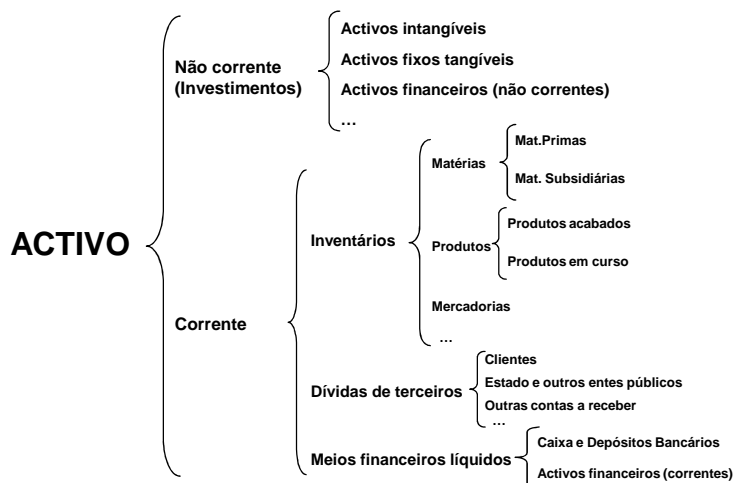 ACTIVO
Não corrente
(Investimentos)
Activos intangíveis
Activos fixos tangíveis
Activos financeiros (não correntes)
…
Corrente
Inventários
Matérias
Mat.Primas
Mat. Subsidiárias
Produtos
Produtos acabados
Produtos em curso
Mercadorias
…
Dívidas de terceiros
Clientes
Estado e outros entes públicos
Outras contas a receber
…
Meios financeiros líquidos
Caixa e Depósitos Bancários
Activos financeiros (correntes)